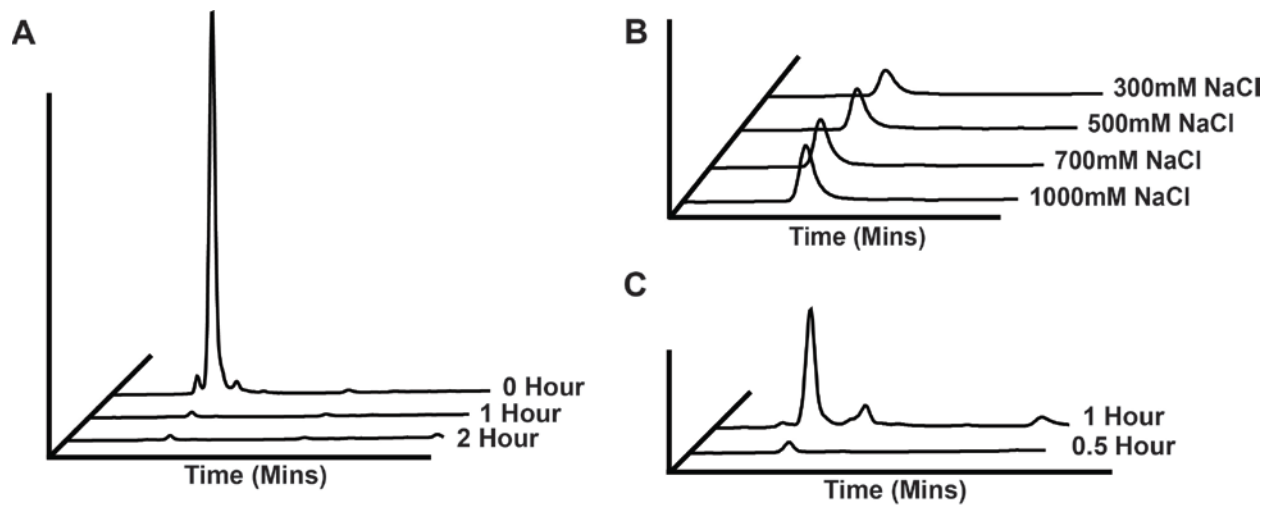 A
0 Hour
1 Hour
2 Hour
Time (Mins)
B
300mM NaCl
500mM NaCl
700mM NaCl
1000mM NaCl
Time (Mins)
C
1 Hour
0.5 Hour
Time (Mins)